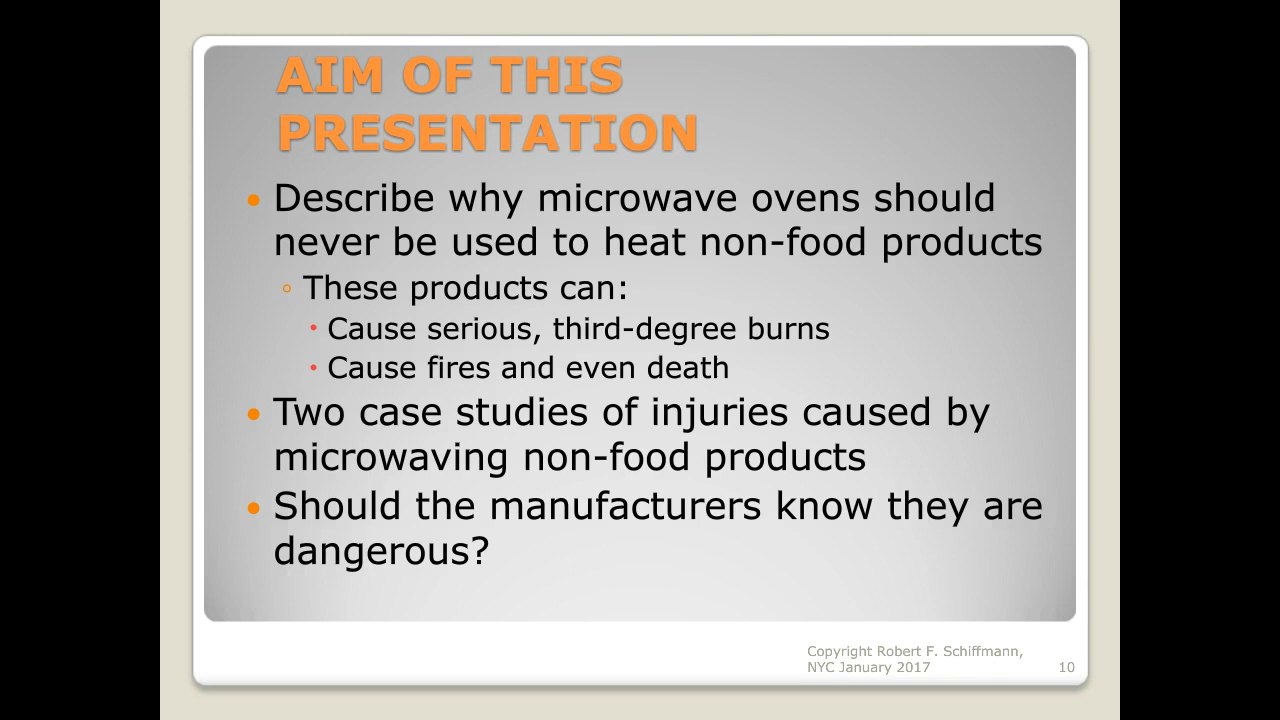 AIM OF THIS
PRESENTATION
• Describe why microwave ovens should
never be used to heat non-food products
◦ These products can:
• Cause serious, third-degree burns
• Cause fires and even death
• Two case studies of injuries caused by
microwaving non-food products
• Should the manufacturers know they are
dangerous?
Copyright Robert F. Schiffmann,
NYC January 2017
10